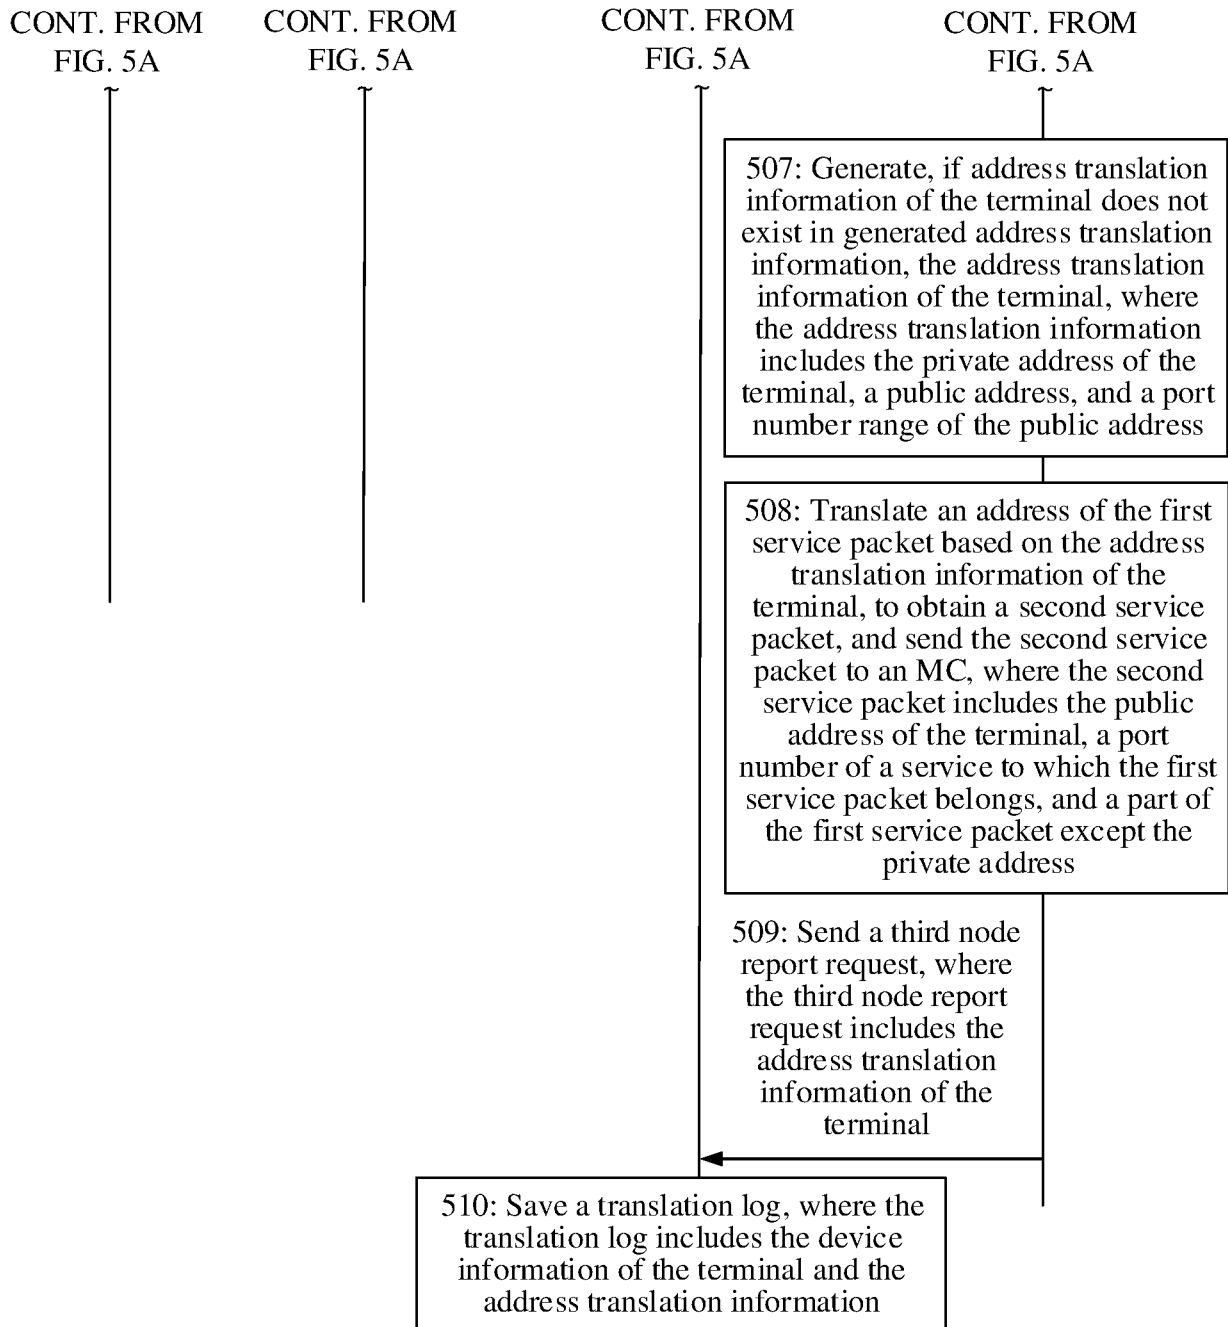 CONT. FROM
FIG. 5A
CONT. FROM
FIG. 5A
CONT. FROM
FIG. 5A
CONT. FROM
FIG. 5A
507: Generate, if address translation
information of the terminal does not
exist in generated address translation
information, the address translation
information of the terminal, where
the address translation information
includes the private address of the
terminal, a public address, and a port
number range of the public address
508: Translate an address of the first
service packet based on the address
translation information of the
terminal, to obtain a second service
packet, and send the second service
packet to an MC, where the second
service packet includes the public
address of the terminal, a port
number of a service to which the first
service packet belongs, and a part of
the first service packet except the
private address
509: Send a third node
report request, where
the third node report
request includes the
address translation
information of the
terminal
510: Save a translation log, where the
translation log includes the device
information of the terminal and the
address translation information